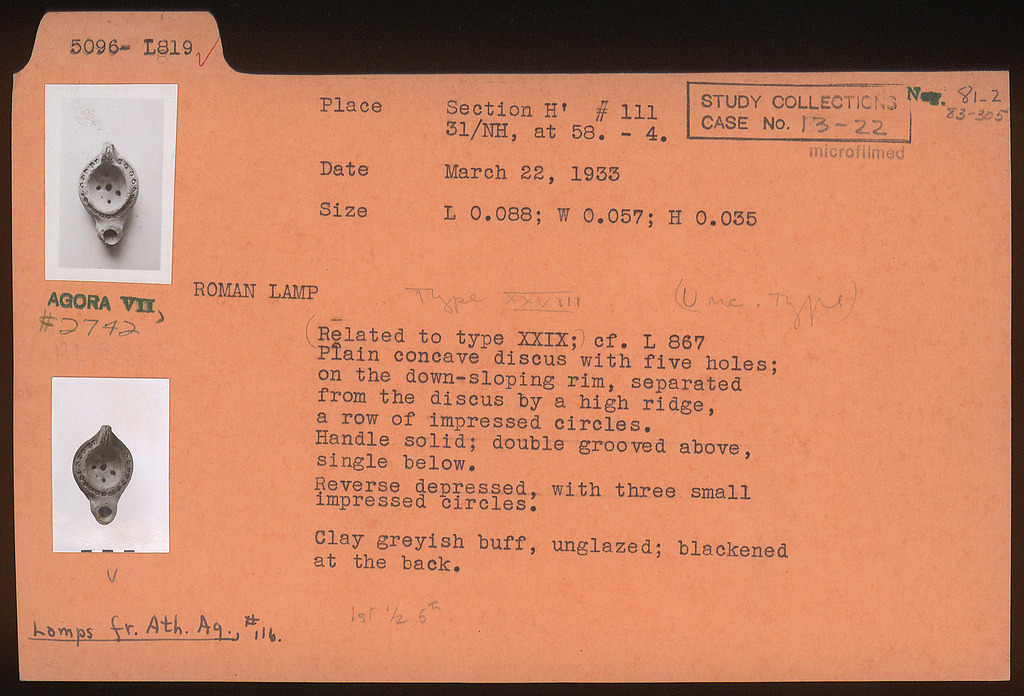 5096- L819 ✓
Place Section H' # 111
31/NH, at 58. - 4.
STUDY COLLECTIONS
CASE No. 13-22
Neg. 81-2
83-305
microfilmed
Date March 22, 1933
Size L 0.088; W 0.057; H 0.035
AGORA VII,
#2742
ROMAN LAMP
Type XXVIII (Unc. Type)
(Related to type XXIX;) cf. L 867
Plain concave discus with five holes;
on the down-sloping rim, separated
from the discus by a high ridge,
a row of impressed circles.
Handle solid; double grooved above,
single below.
Reverse depressed, with three small
impressed circles.
Clay greyish buff, unglazed; blackened
at the back.
V
1st 1/2 6th
Lamps fr. Ath. Ag., #116.